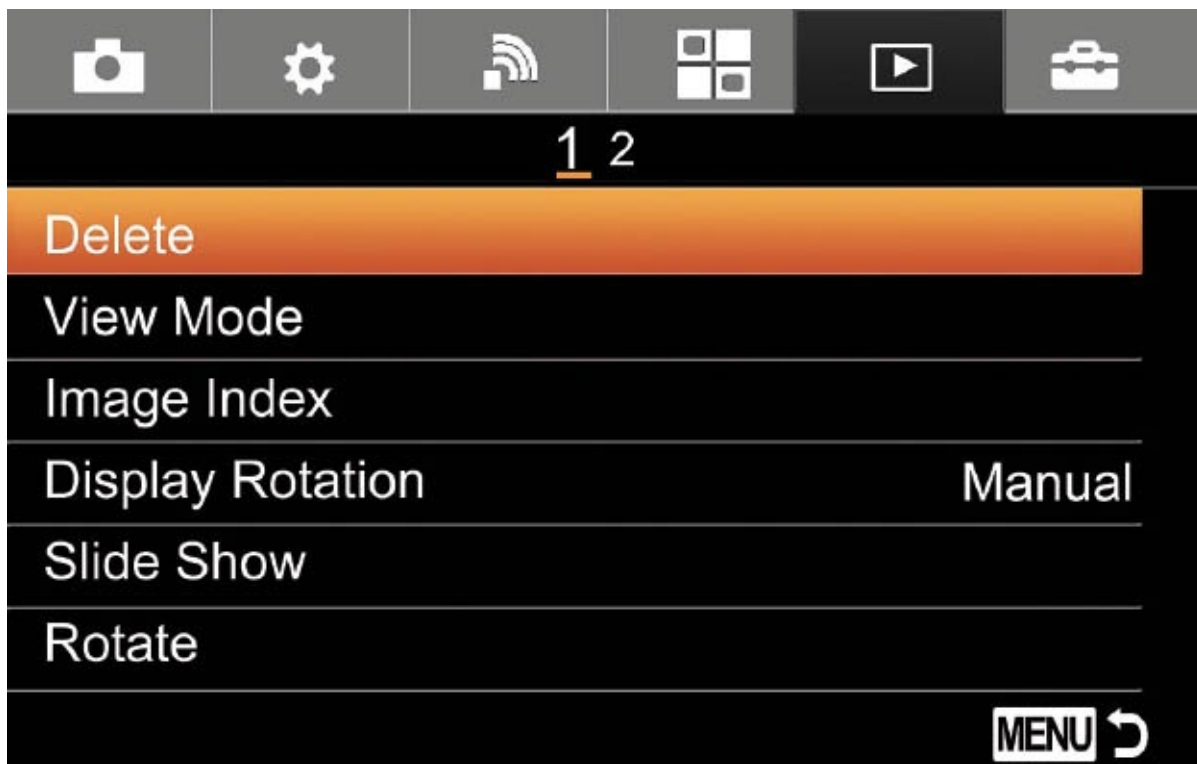 1 2
Delete
View Mode
Image Index
Display Rotation Manual
Slide Show
Rotate
MENU